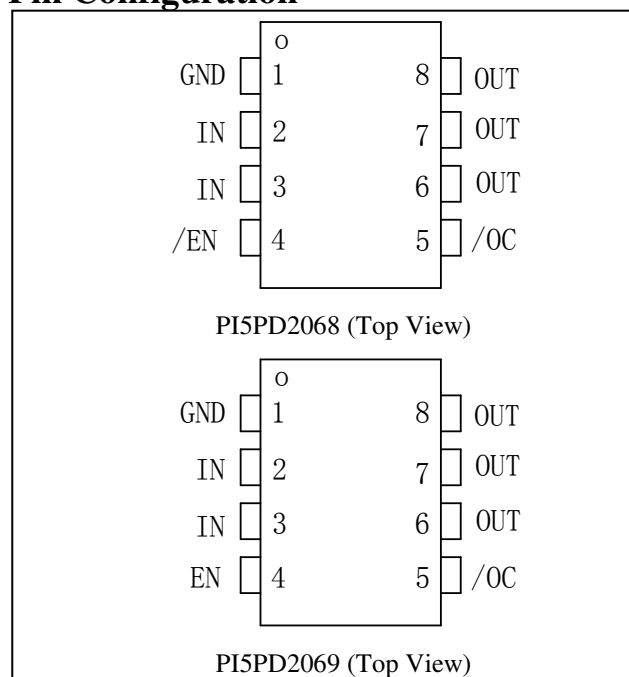 Pin Configuration
o
GND 1 8 OUT
IN 2 7 OUT
IN 3 6 OUT
/EN 4 5 /OC
PI5PD2068 (Top View)
o
GND 1 8 OUT
IN 2 7 OUT
IN 3 6 OUT
EN 4 5 /OC
PI5PD2069 (Top View)